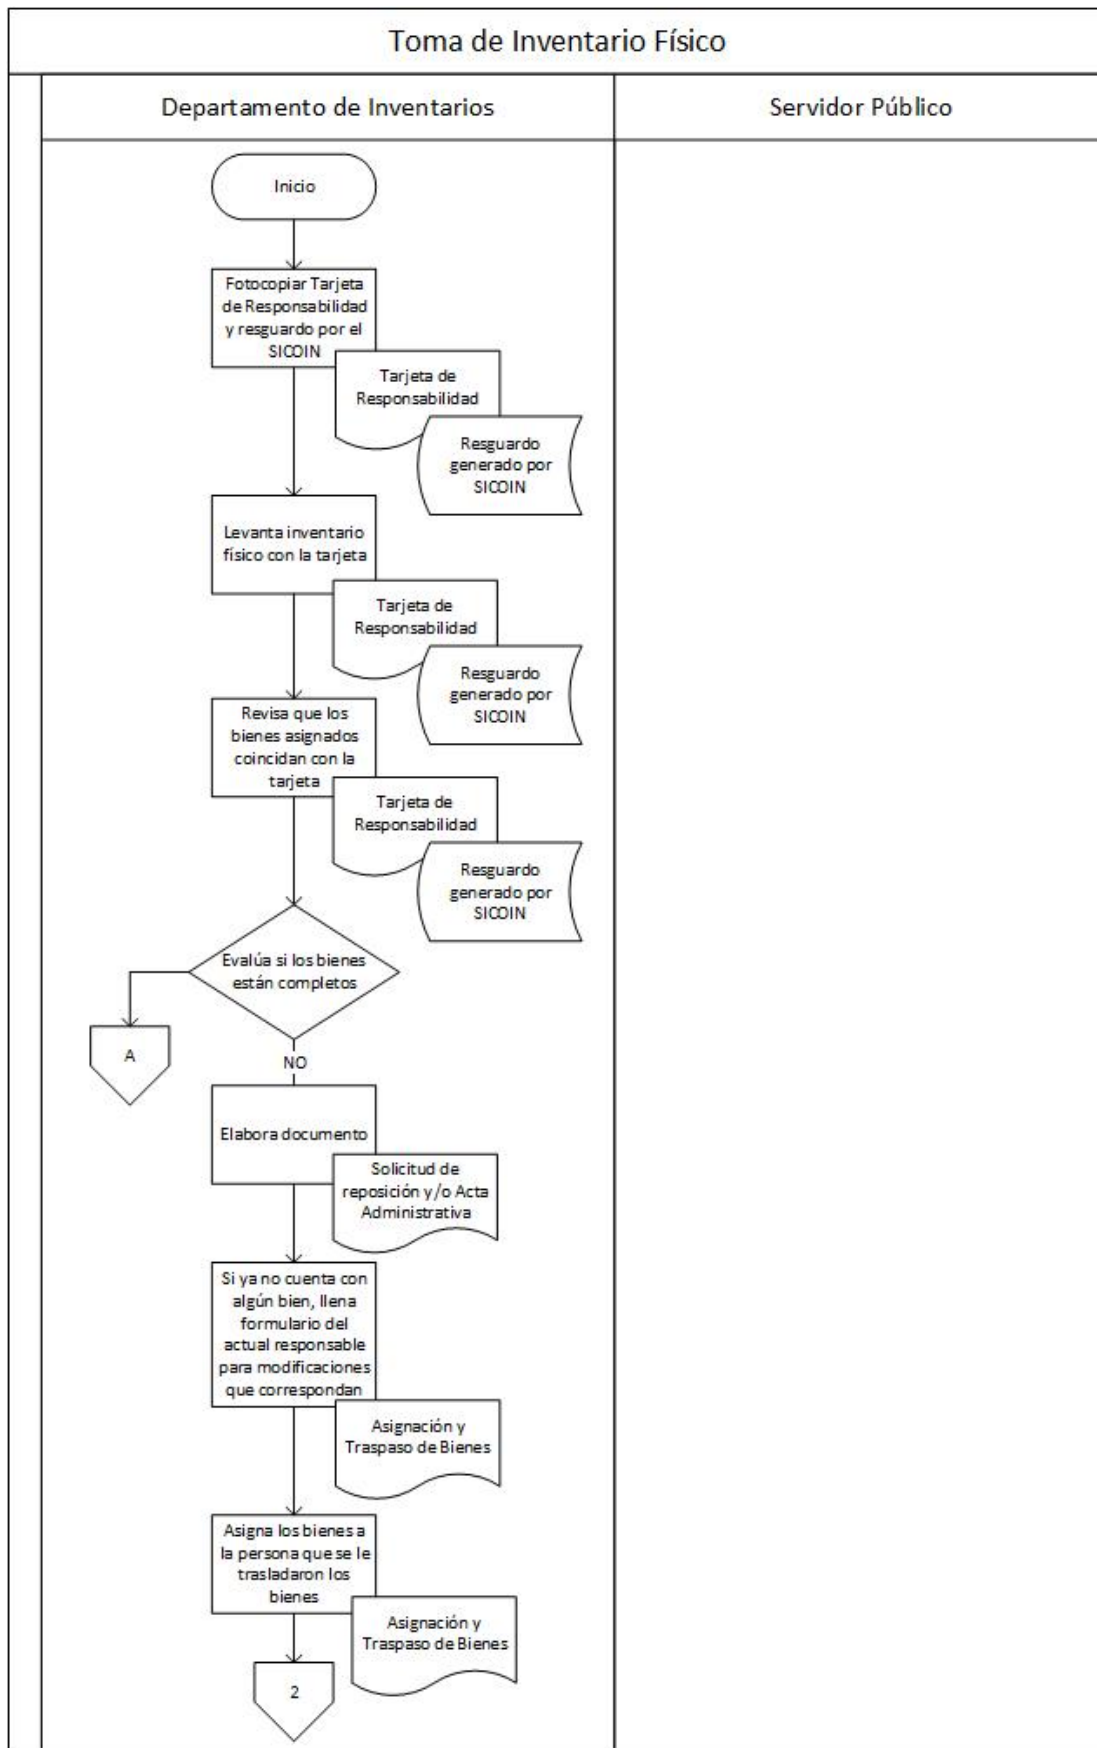 Toma de Inventario Físico
Departamento de Inventarios
Servidor Público
Inicio
Fotocopiar Tarjeta
de Responsabilidad
y resguardo por el
SICOIN
Tarjeta de
Responsabilidad
Resguardo
generado por
SICOIN
Levanta inventario
físico con la tarjeta
Tarjeta de
Responsabilidad
Resguardo
generado por
SICOIN
Revisa que los
bienes asignados
coincidan con la
tarjeta
Tarjeta de
Responsabilidad
Resguardo
generado por
SICOIN
Evalúa si los bienes
están completos
A
NO
Elabora documento
Solicitud de
reposición y/o Acta
Administrativa
Si ya no cuenta con
algún bien, llena
formulario del
actual responsable
para modificaciones
que correspondan
Asignación y
Traspaso de Bienes
Asigna los bienes a
la persona que se le
trasladaron los
bienes
Asignación y
Traspaso de Bienes
2